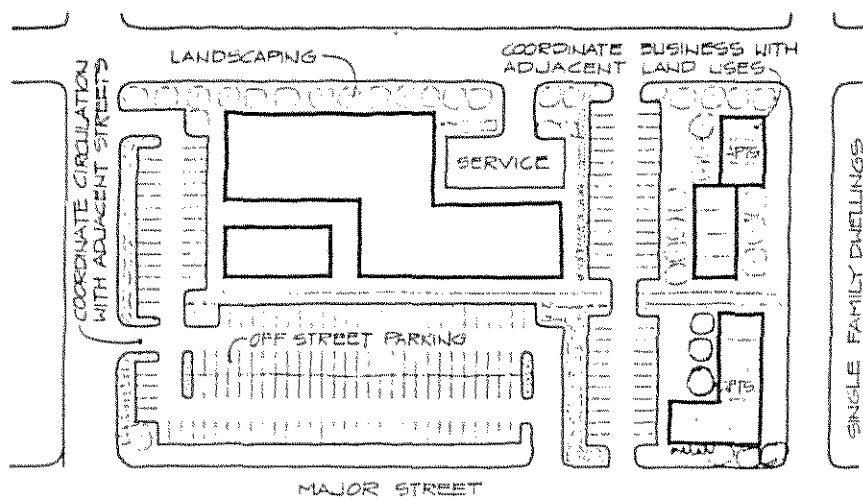 LANDSCAPING
COORDINATE BUSINESS WITH
ADJACENT LAND USES
COORDINATE CIRCULATION
WITH ADJACENT STREETS
SERVICE
APTS
OFF STREET PARKING
APTS
SINGLE FAMILY DWELLINGS
MAJOR STREET